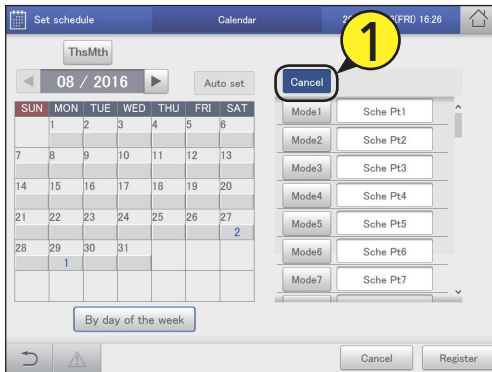 Set schedule
Calendar
2
(FRI) 16:26
1
ThsMth
08 / 2016
Auto set
Cancel
SUN MON TUE WED THU FRI SAT
1 2 3 4 5 6
7 8 9 10 11 12 13
14 15 16 17 18 19 20
21 22 23 24 25 26 27
2
28 29 30 31
1
Mode1 Sche Pt1
Mode2 Sche Pt2
Mode3 Sche Pt3
Mode4 Sche Pt4
Mode5 Sche Pt5
Mode6 Sche Pt6
Mode7 Sche Pt7
By day of the week
Cancel
Register